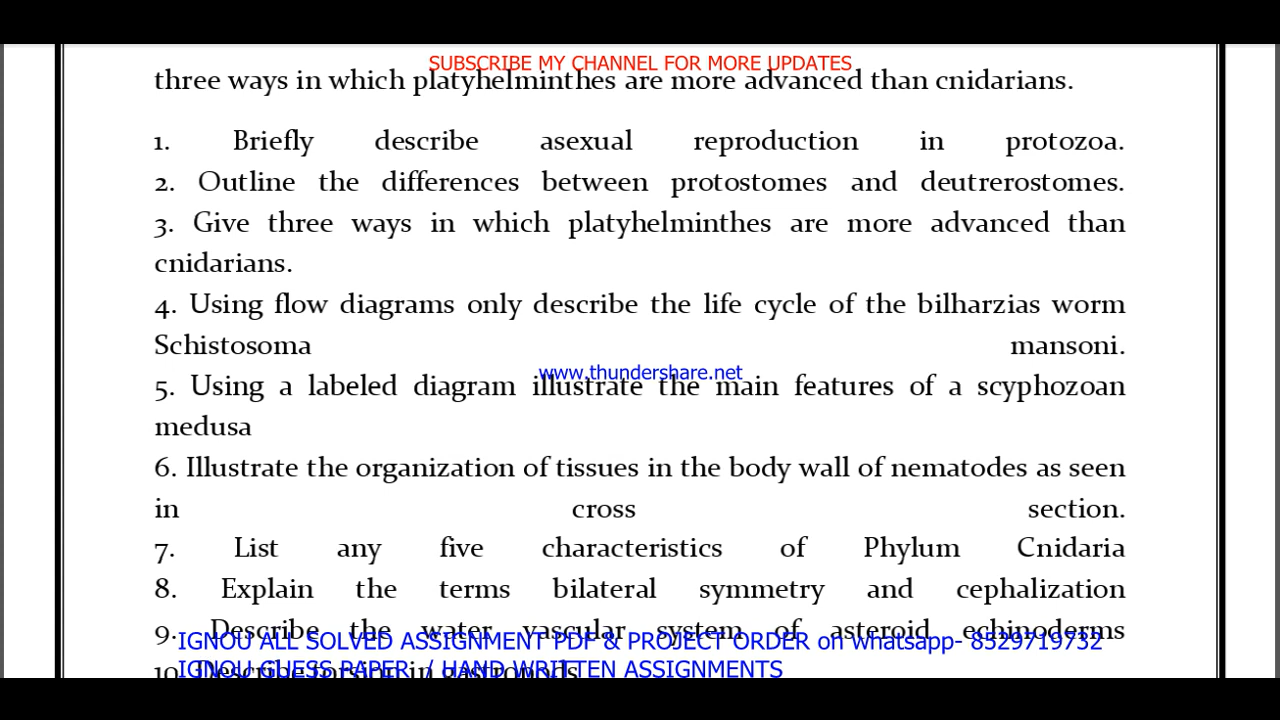 SUBSCRIBE MY CHANNEL FOR MORE UPDATES
three ways in which platyhelminthes are more advanced than cnidarians.
1. Briefly describe asexual reproduction in protozoa.
2. Outline the differences between protostomes and deutrerostomes.
3. Give three ways in which platyhelminthes are more advanced than
cnidarians.
4. Using flow diagrams only describe the life cycle of the bilharzias worm
Schistosoma mansoni.
www.thundershare.net
5. Using a labeled diagram illustrate the main features of a scyphozoan
medusa
6. Illustrate the organization of tissues in the body wall of nematodes as seen
in cross section.
7. List any five characteristics of Phylum Cnidaria
8. Explain the terms bilateral symmetry and cephalization
9. Describe the water vascular system of asteroid echinoderms
IGNOU ALL SOLVED ASSIGNMENT PDF & PROJECT ORDER on whatsapp- 8529719732
10. Describe torsion in gastropods
IGNOU GUESS PAPER / HAND WRITTEN ASSIGNMENTS